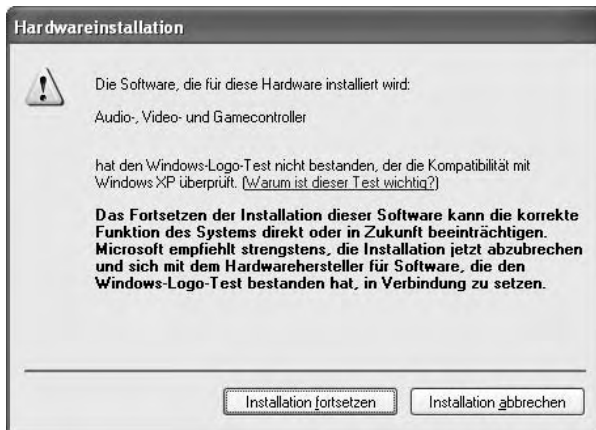 Hardwareinstallation
Die Software, die für diese Hardware installiert wird:
Audio-, Video- und Gamecontroller
hat den Windows-Logo-Test nicht bestanden, der die Kompatibilität mit
Windows XP überprüft. (Warum ist dieser Test wichtig?)
Das Fortsetzen der Installation dieser Software kann die korrekte
Funktion des Systems direkt oder in Zukunft beeinträchtigen.
Microsoft empfiehlt strengstens, die Installation jetzt abzubrechen
und sich mit dem Hardwarehersteller für Software, die den
Windows-Logo-Test bestanden hat, in Verbindung zu setzen.
Installation fortsetzen Installation abbrechen